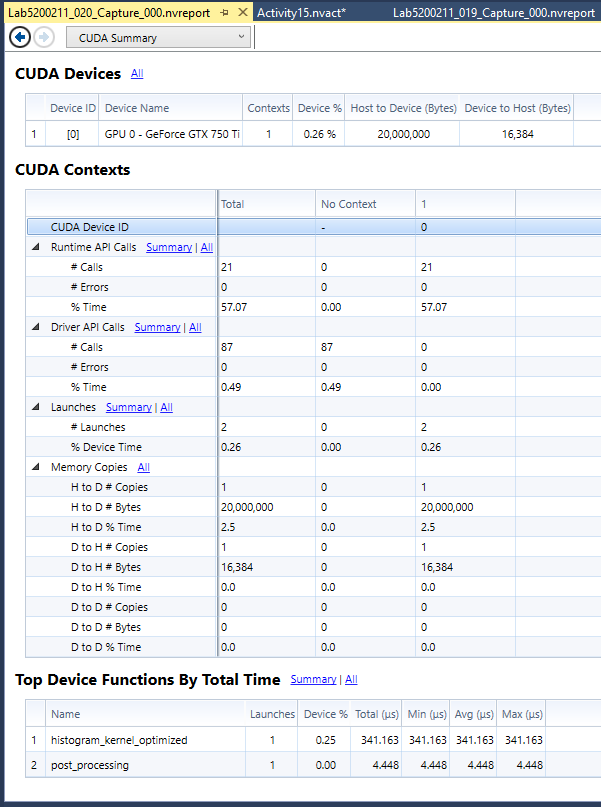 Lab5200211_020_Capture_000.nvreport Activity15.nvact* Lab5200211_019_Capture_000.nvreport
CUDA Summary
CUDA Devices All
Device ID Device Name Contexts Device % Host to Device (Bytes) Device to Host (Bytes)
1 [0] GPU 0 - GeForce GTX 750 Ti 1 0.26 % 20,000,000 16,384
CUDA Contexts
Total No Context 1
CUDA Device ID - 0
Runtime API Calls Summary | All
# Calls 21 0 21
# Errors 0 0 0
% Time 57.07 0.00 57.07
Driver API Calls Summary | All
# Calls 87 87 0
# Errors 0 0 0
% Time 0.49 0.49 0.00
Launches Summary | All
# Launches 2 0 2
% Device Time 0.26 0.00 0.26
Memory Copies All
H to D # Copies 1 0 1
H to D # Bytes 20,000,000 0 20,000,000
H to D % Time 2.5 0.0 2.5
D to H # Copies 1 0 1
D to H # Bytes 16,384 0 16,384
D to H % Time 0.0 0.0 0.0
D to D # Copies 0 0 0
D to D # Bytes 0 0 0
D to D % Time 0.0 0.0 0.0
Top Device Functions By Total Time Summary | All
Name Launches Device % Total (µs) Min (µs) Avg (µs) Max (µs)
1 histogram_kernel_optimized 1 0.25 341.163 341.163 341.163 341.163
2 post_processing 1 0.00 4.448 4.448 4.448 4.448